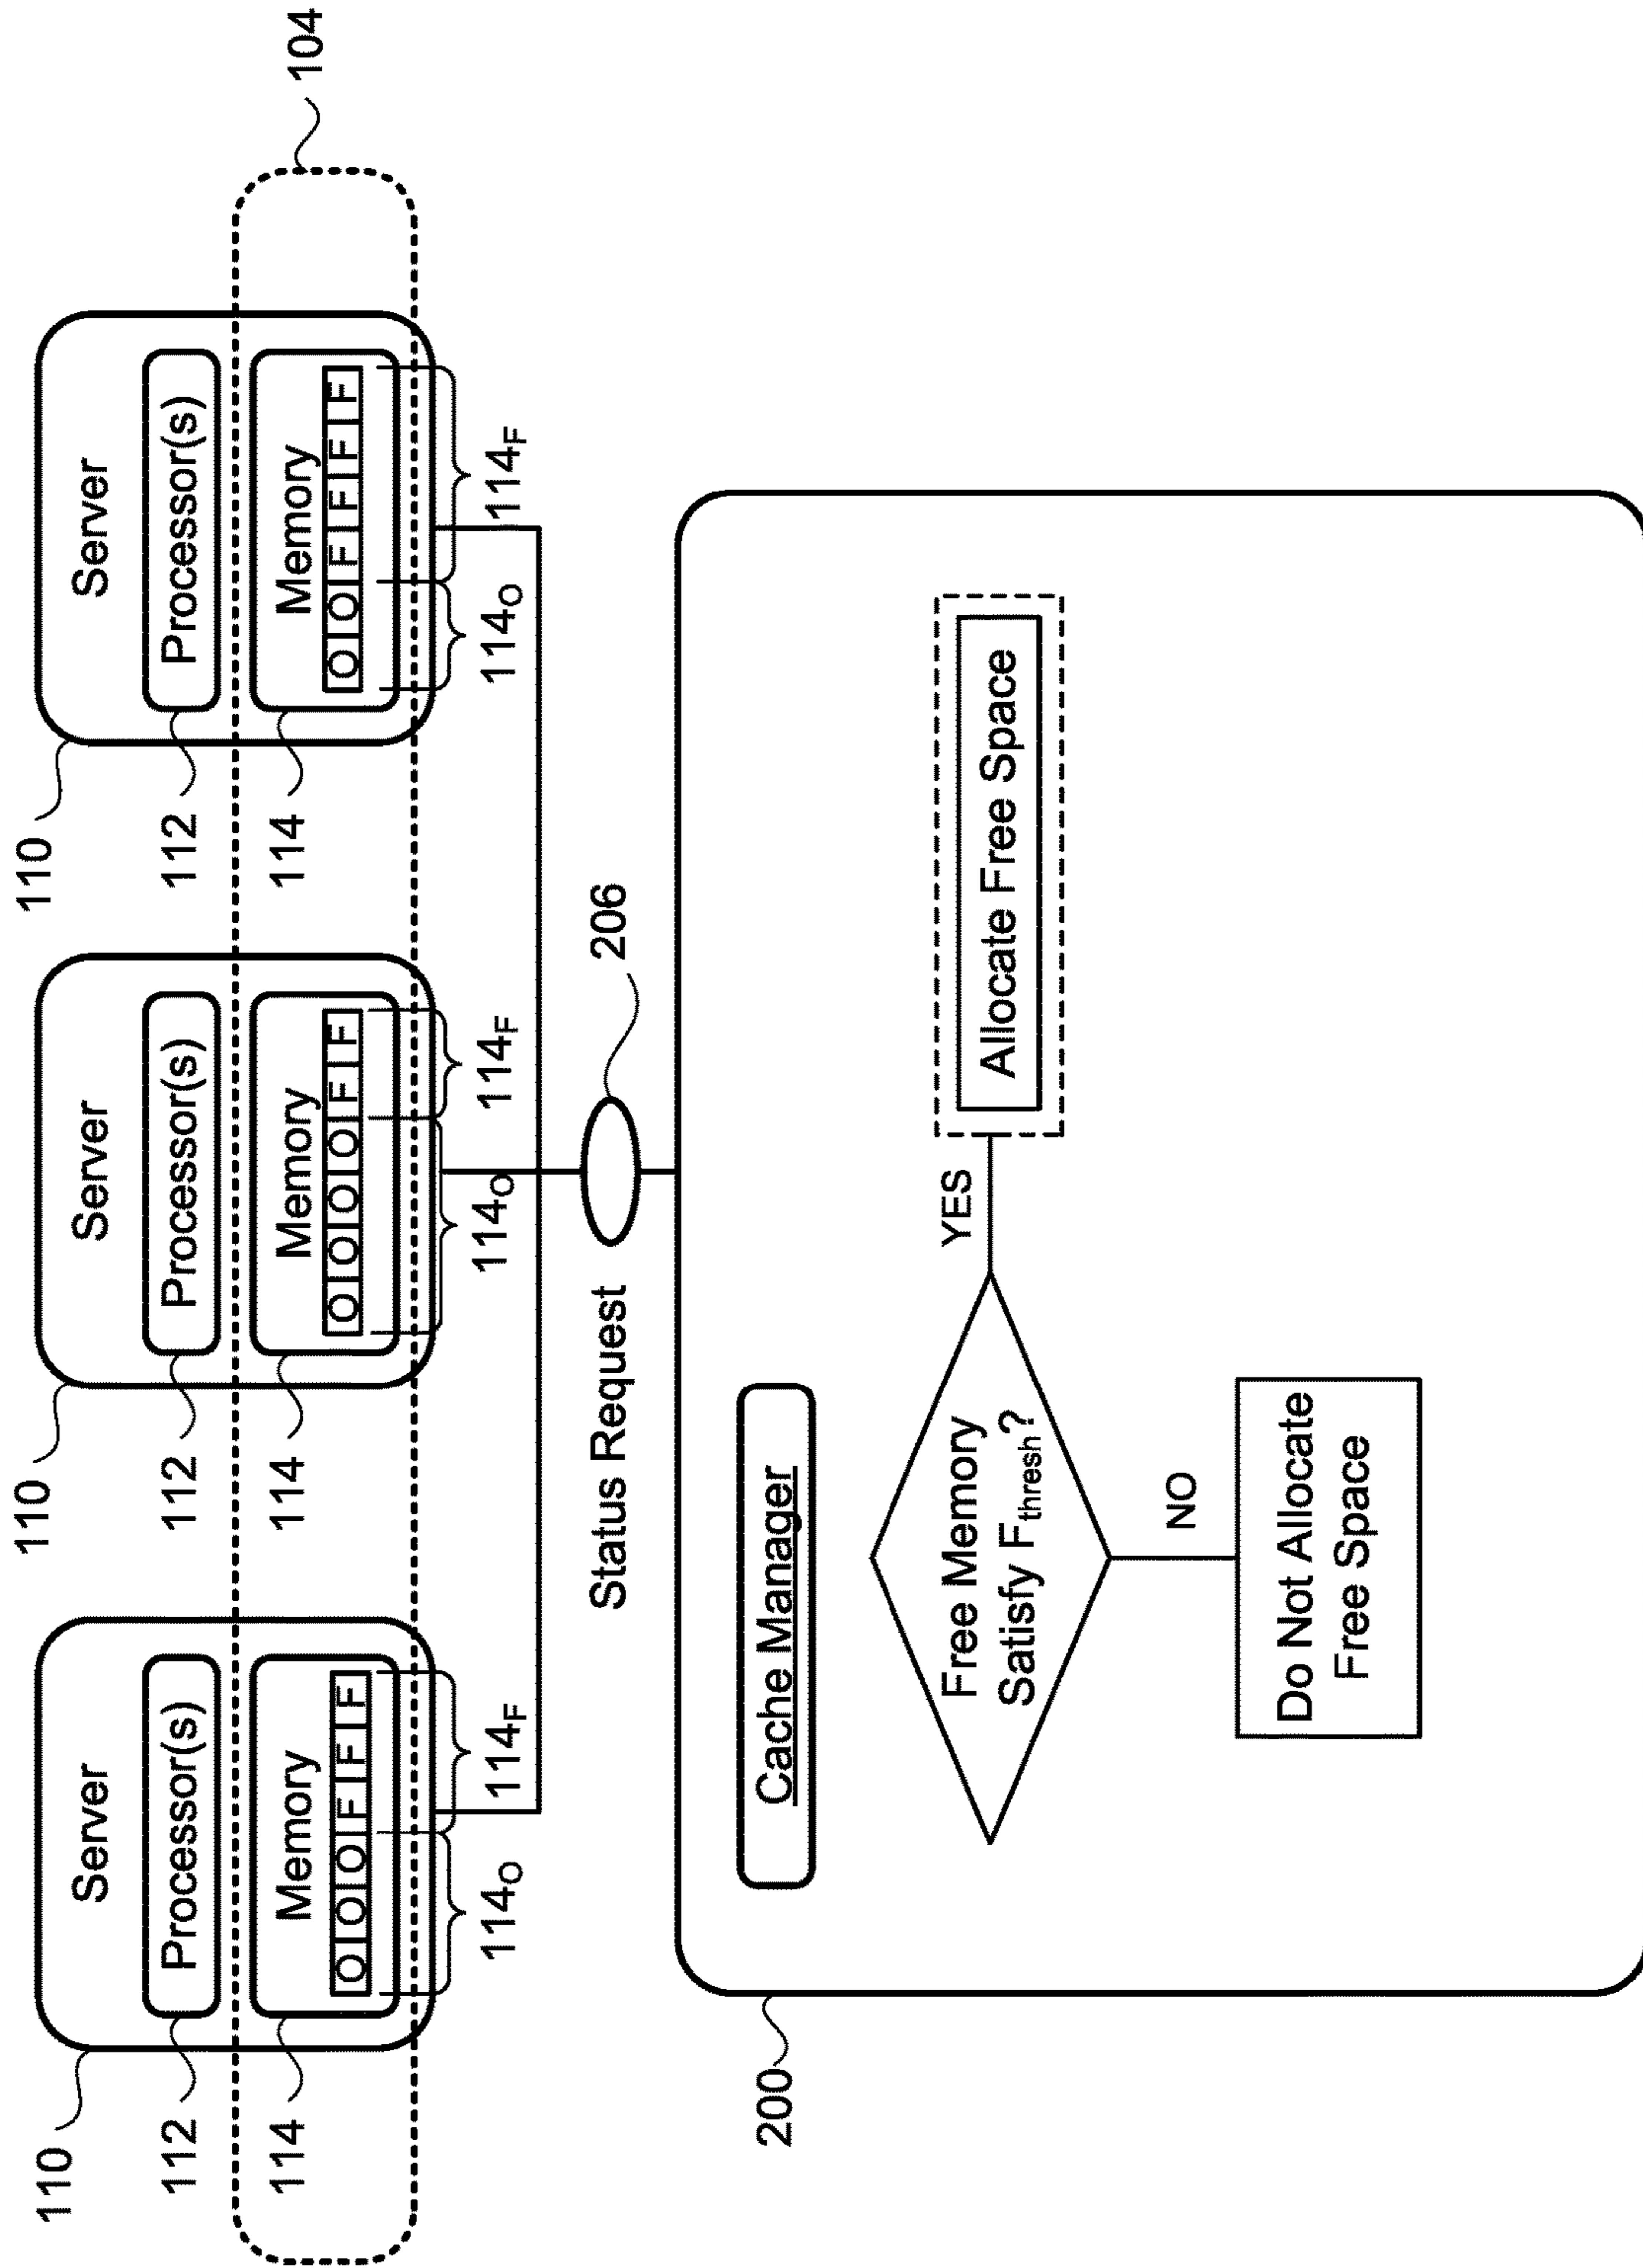 104
110
110
110
Server
Server
Server
112
Processor(s)
112
Processor(s)
112
Processor(s)
114
Memory
114
Memory
114
Memory
O O O F F F
O O O O F F
O O F F F F
114O
114F
114O
114F
114O
114F
Status Request
206
200
Cache Manager
Free Memory
Satisfy Fthresh?
YES
Allocate Free Space
NO
Do Not Allocate
Free Space